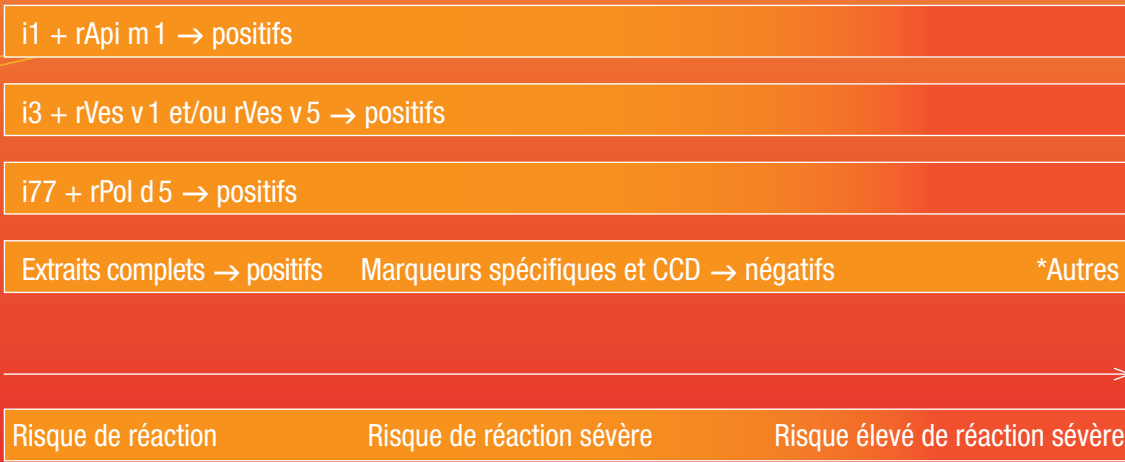 i1 + rApi m 1 → positifs
i3 + rVes v 1 et/ou rVes v 5 → positifs
i77 + rPol d 5 → positifs
Extraits complets → positifs Marqueurs spécifiques et CCD → négatifs *Autres
Risque de réaction Risque de réaction sévère Risque élevé de réaction sévère